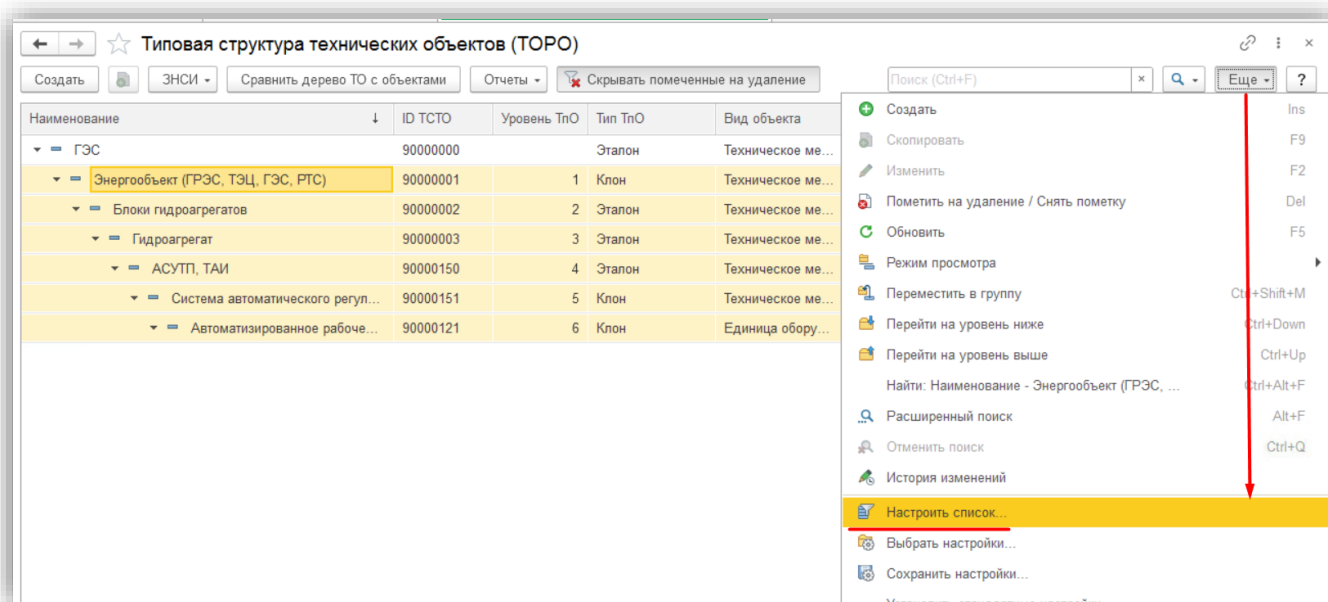 Типовая структура технических объектов (ТОРО)
Создать ЗНСИ Сравнить дерево ТО с объектами Отчеты Скрывать помеченные на удаление Поиск (Ctrl+F) × Еще ?
Наименование ↓ ID ТСТО Уровень ТпО Тип ТпО Вид объекта
ГЭС 90000000 Эталон Техническое ме...
Энергообъект (ГРЭС, ТЭЦ, ГЭС, РТС) 90000001 1 Клон Техническое ме...
Блоки гидроагрегатов 90000002 2 Эталон Техническое ме...
Гидроагрегат 90000003 3 Эталон Техническое ме...
АСУТП, ТАИ 90000150 4 Эталон Техническое ме...
Система автоматического регул... 90000151 5 Клон Техническое ме...
Автоматизированное рабоче... 90000121 6 Клон Единица обору...
Создать Ins
Скопировать F9
Изменить F2
Пометить на удаление / Снять пометку Del
Обновить F5
Режим просмотра
Переместить в группу Ctrl+Shift+M
Перейти на уровень ниже Ctrl+Down
Перейти на уровень выше Ctrl+Up
Найти: Наименование - Энергообъект (ГРЭС, ... Ctrl+Alt+F
Расширенный поиск Alt+F
Отменить поиск Ctrl+Q
История изменений
Настроить список...
Выбрать настройки...
Сохранить настройки...